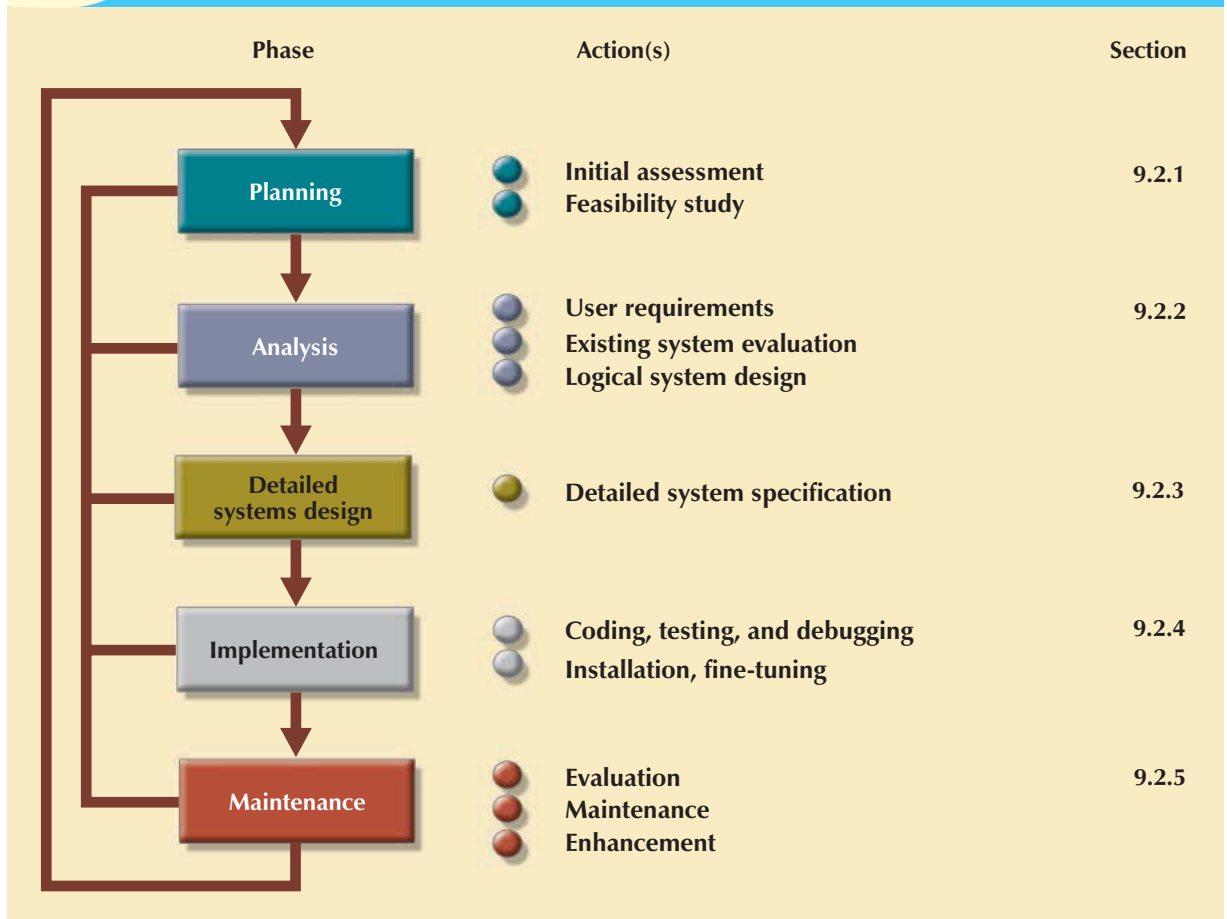 Phase Action(s) Section
Planning
Initial assessment
Feasibility study
9.2.1
Analysis
User requirements
Existing system evaluation
Logical system design
9.2.2
Detailed
systems design
Detailed system specification
9.2.3
Implementation
Coding, testing, and debugging
Installation, fine-tuning
9.2.4
Maintenance
Evaluation
Maintenance
Enhancement
9.2.5